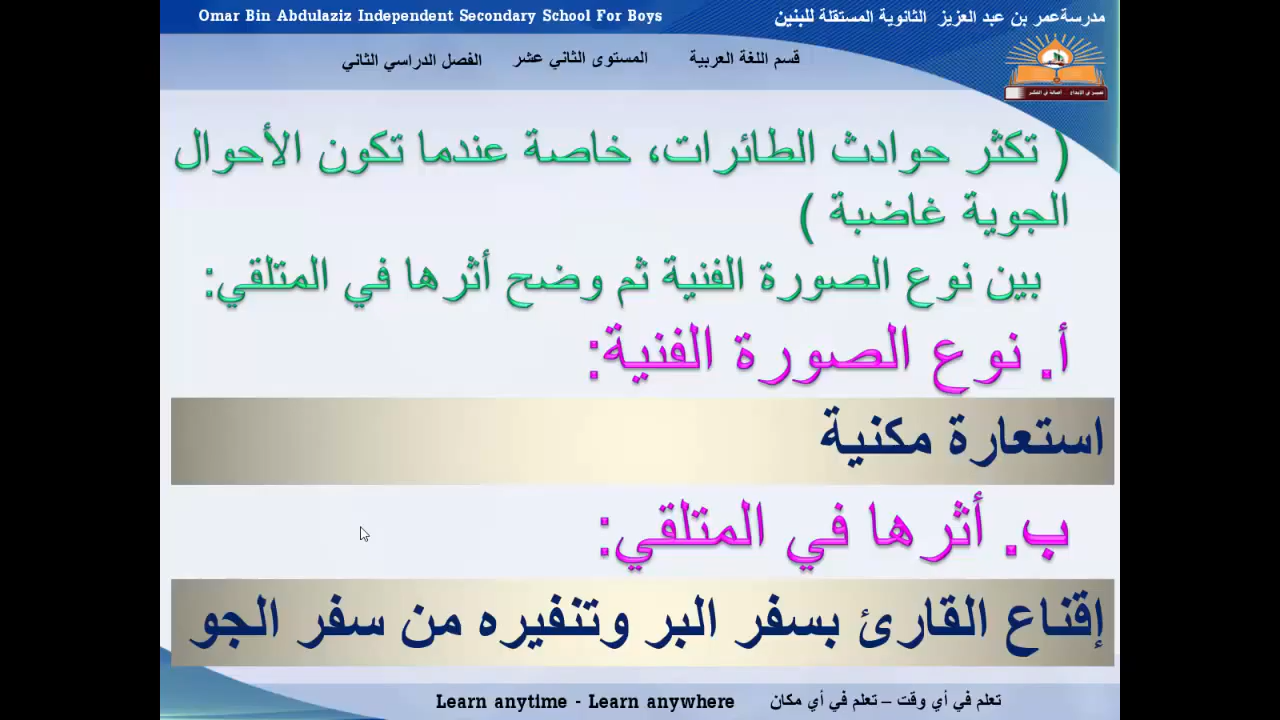 Omar Bin Abdulaziz Independent Secondary School For Boys
مدرسةعمر بن عبد العزيز الثانوية المستقلة للبنين
قسم اللغة العربية المستوى الثاني عشر الفصل الدراسي الثاني
( تكثر حوادث الطائرات، خاصة عندما تكون الأحوال
الجوية غاضبة )
بين نوع الصورة الفنية ثم وضح أثرها في المتلقي:
أ. نوع الصورة الفنية:
استعارة مكنية
ب. أثرها في المتلقي:
إقناع القارئ بسفر البر وتنفيره من سفر الجو
تعلم في أي وقت – تعلم في أي مكان
Learn anytime - Learn anywhere